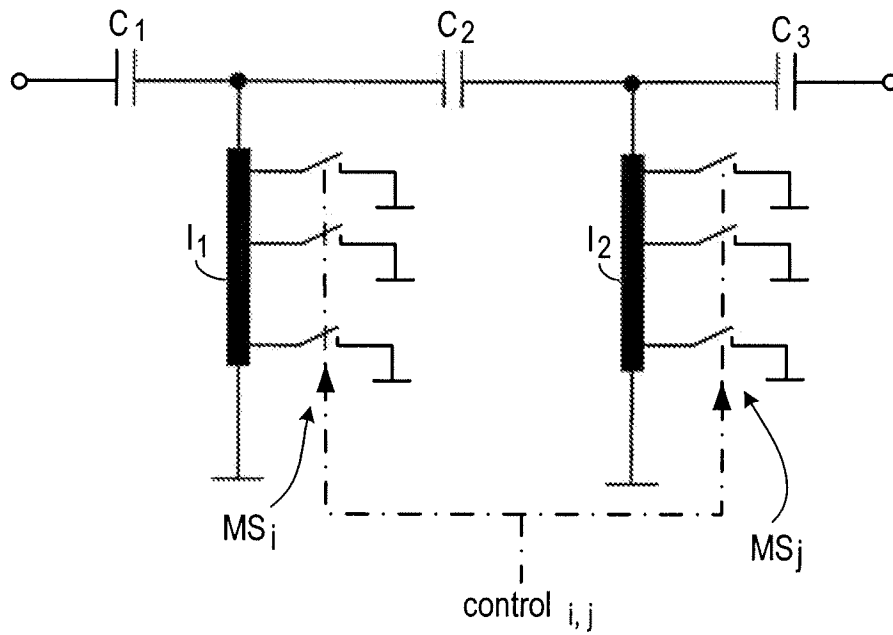 C1
C2
C3
I1
I2
MSi
MSj
control i, j